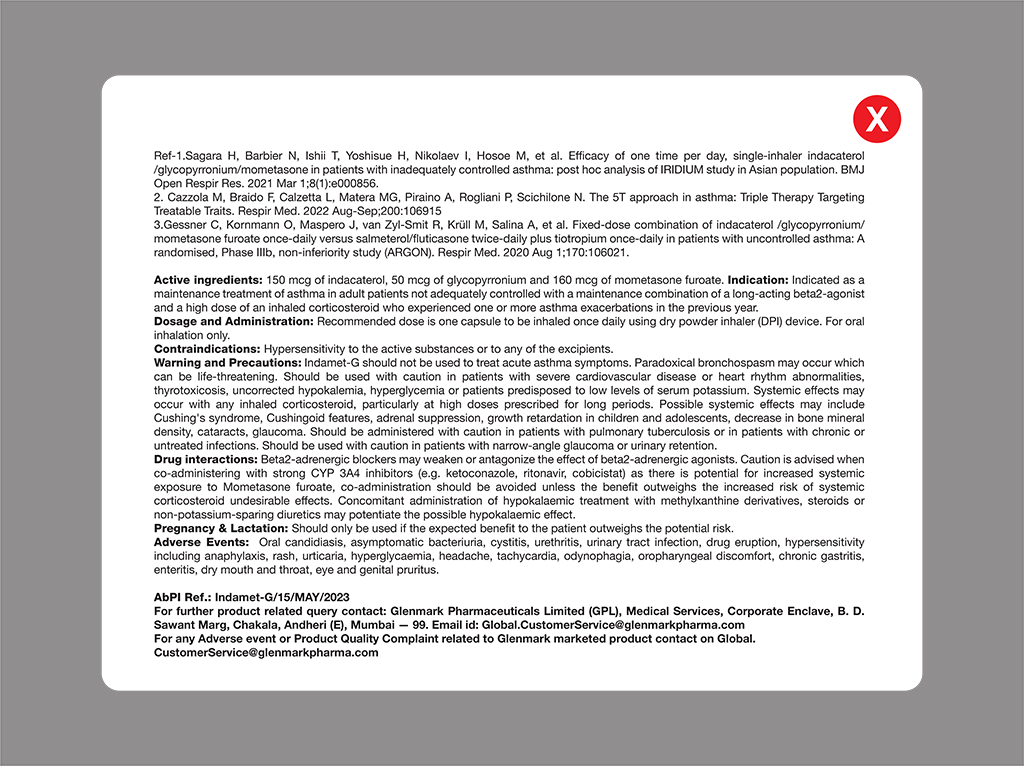 X
Ref-1.Sagara H, Barbier N, Ishii T, Yoshisue H, Nikolaev I, Hosoe M, et al. Efficacy of one time per day, single-inhaler indacaterol
/glycopyrronium/mometasone in patients with inadequately controlled asthma: post hoc analysis of IRIDIUM study in Asian population. BMJ
Open Respir Res. 2021 Mar 1;8(1):e000856.
2. Cazzola M, Braido F, Calzetta L, Matera MG, Piraino A, Rogliani P, Scichilone N. The 5T approach in asthma: Triple Therapy Targeting
Treatable Traits. Respir Med. 2022 Aug-Sep;200:106915
3.Gessner C, Kornmann O, Maspero J, van Zyl-Smit R, Krüll M, Salina A, et al. Fixed-dose combination of indacaterol /glycopyrronium/
mometasone furoate once-daily versus salmeterol/fluticasone twice-daily plus tiotropium once-daily in patients with uncontrolled asthma: A
randomised, Phase IIIb, non-inferiority study (ARGON). Respir Med. 2020 Aug 1;170:106021.
Active ingredients: 150 mcg of indacaterol, 50 mcg of glycopyrronium and 160 mcg of mometasone furoate. Indication: Indicated as a
maintenance treatment of asthma in adult patients not adequately controlled with a maintenance combination of a long-acting beta2-agonist
and a high dose of an inhaled corticosteroid who experienced one or more asthma exacerbations in the previous year.
Dosage and Administration: Recommended dose is one capsule to be inhaled once daily using dry powder inhaler (DPI) device. For oral
inhalation only.
Contraindications: Hypersensitivity to the active substances or to any of the excipients.
Warning and Precautions: Indamet-G should not be used to treat acute asthma symptoms. Paradoxical bronchospasm may occur which
can be life-threatening. Should be used with caution in patients with severe cardiovascular disease or heart rhythm abnormalities,
thyrotoxicosis, uncorrected hypokalemia, hyperglycemia or patients predisposed to low levels of serum potassium. Systemic effects may
occur with any inhaled corticosteroid, particularly at high doses prescribed for long periods. Possible systemic effects may include
Cushing's syndrome, Cushingoid features, adrenal suppression, growth retardation in children and adolescents, decrease in bone mineral
density, cataracts, glaucoma. Should be administered with caution in patients with pulmonary tuberculosis or in patients with chronic or
untreated infections. Should be used with caution in patients with narrow-angle glaucoma or urinary retention.
Drug interactions: Beta2-adrenergic blockers may weaken or antagonize the effect of beta2-adrenergic agonists. Caution is advised when
co-administering with strong CYP 3A4 inhibitors (e.g. ketoconazole, ritonavir, cobicistat) as there is potential for increased systemic
exposure to Mometasone furoate, co-administration should be avoided unless the benefit outweighs the increased risk of systemic
corticosteroid undesirable effects. Concomitant administration of hypokalaemic treatment with methylxanthine derivatives, steroids or
non-potassium-sparing diuretics may potentiate the possible hypokalaemic effect.
Pregnancy & Lactation: Should only be used if the expected benefit to the patient outweighs the potential risk.
Adverse Events: Oral candidiasis, asymptomatic bacteriuria, cystitis, urethritis, urinary tract infection, drug eruption, hypersensitivity
including anaphylaxis, rash, urticaria, hyperglycaemia, headache, tachycardia, odynophagia, oropharyngeal discomfort, chronic gastritis,
enteritis, dry mouth and throat, eye and genital pruritus.
AbPI Ref.: Indamet-G/15/MAY/2023
For further product related query contact: Glenmark Pharmaceuticals Limited (GPL), Medical Services, Corporate Enclave, B. D.
Sawant Marg, Chakala, Andheri (E), Mumbai — 99. Email id: Global.CustomerService@glenmarkpharma.com
For any Adverse event or Product Quality Complaint related to Glenmark marketed product contact on Global.
CustomerService@glenmarkpharma.com